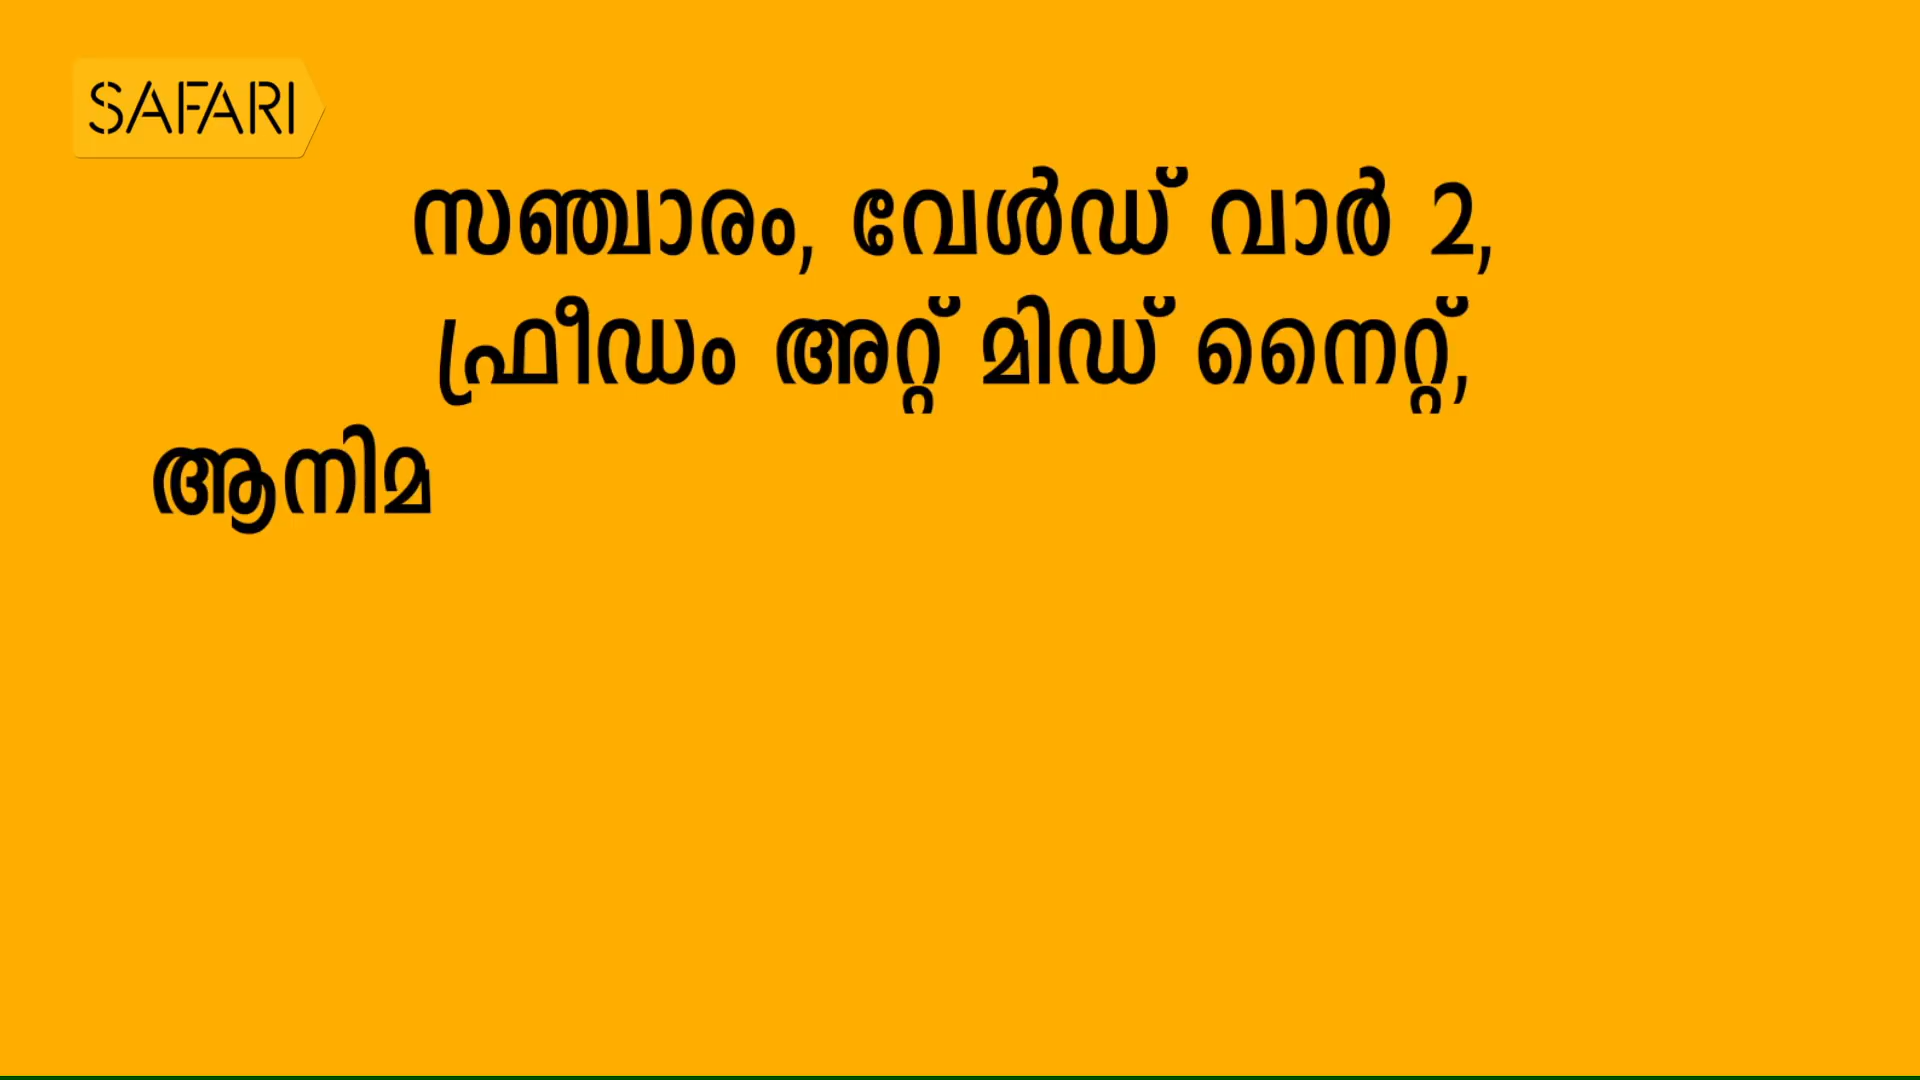 SAFARI
സഞ്ചാരം, വേൾഡ് വാർ 2,
ഫ്രീഡം അറ്റ് മിഡ് നൈറ്റ്,
ആനിമ